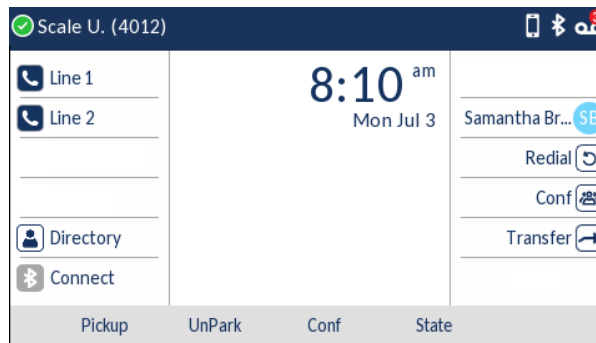 Scale U. (4012)
Line 1
8:10 am
Line 2
Mon Jul 3
Samantha Br...
SB
Redial
Conf
Directory
Transfer
Connect
Pickup UnPark Conf State